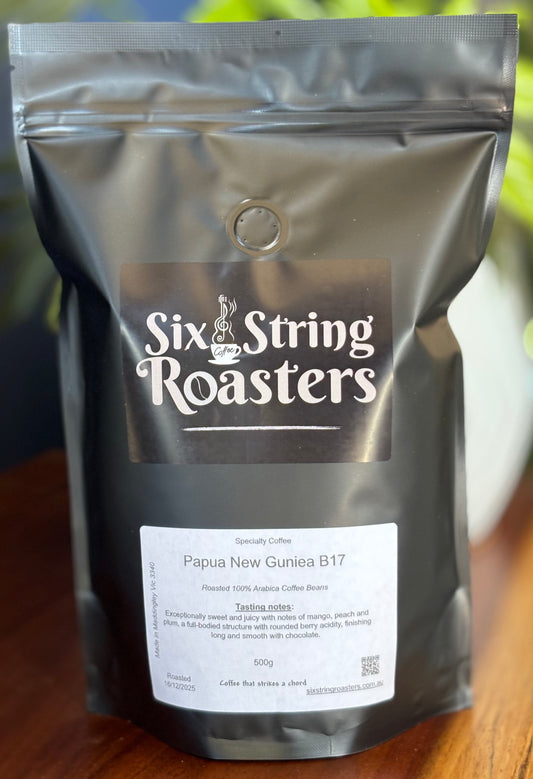 Six String
Coffee
Roasters
Specialty Coffee
Papua New Guniea B17
Roasted 100% Arabica Coffee Beans
Tasting notes:
Exceptionally sweet and juicy with notes of mango, peach and
plum, a full-bodied structure with rounded berry acidity, finishing
long and smooth with chocolate.
500g
Made in Maddingley Vic 3340
Roasted
16/12/2025
Coffee that strikes a chord
sixstringroasters.com.au